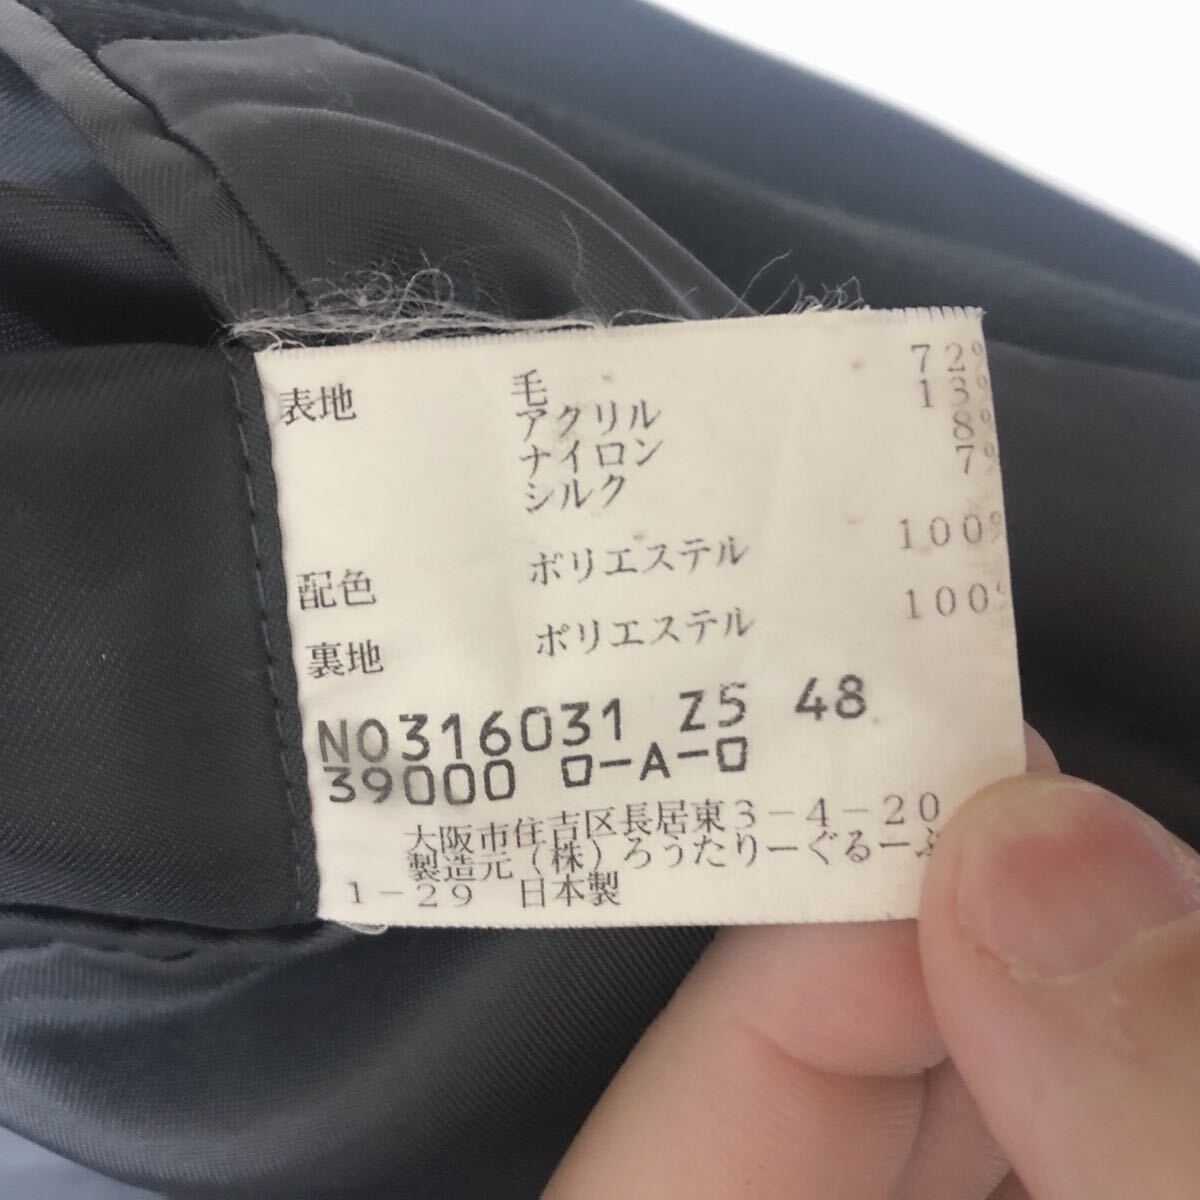 表地 毛 72%
アクリル 13%
ナイロン 8%
シルク 7%
配色 ポリエステル 100%
裏地 ポリエステル 100%
NO316031 Z5 48
39000 ロ-A-ロ
大阪市住吉区長居東3-4-20
製造元(株)ろうたりーぐるーぷ
1-29 日本製